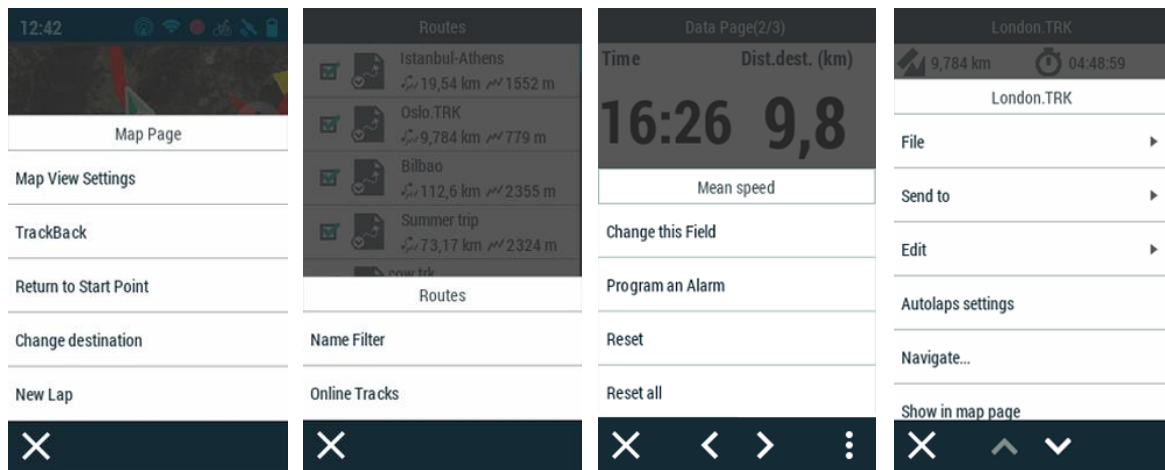 12:42
Map Page
Map View Settings
TrackBack
Return to Start Point
Change destination
New Lap
Routes
Istanbul-Athens
19,54 km 1552 m
Oslo.TRK
9,784 km 779 m
Bilbao
112,6 km 2355 m
Summer trip
73,17 km 2324 m
cow.trk
Routes
Name Filter
Online Tracks
Data Page(2/3)
Time Dist.dest. (km)
16:26 9,8
Mean speed
Change this Field
Program an Alarm
Reset
Reset all
London.TRK
9,784 km 04:48:59
London.TRK
File
Send to
Edit
Autolaps settings
Navigate...
Show in map page